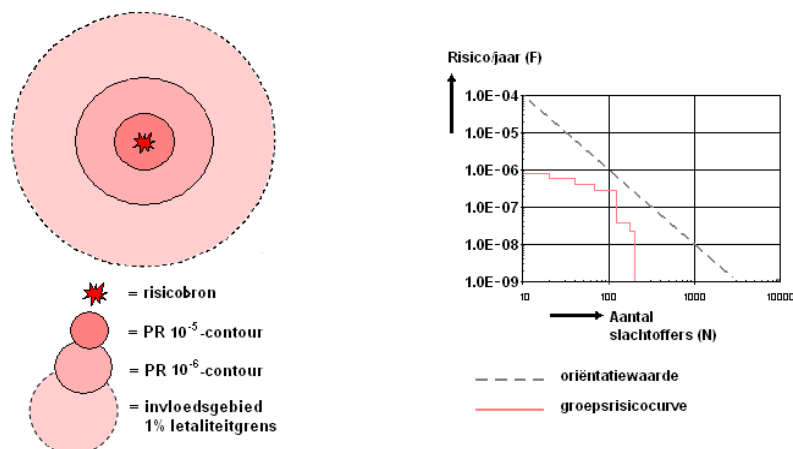 = risicobron
= PR 10⁻⁵-contour
= PR 10⁻⁶-contour
= invloedsgebied
1% letaliteitgrens
Risico/jaar (F)
1.0E-04
1.0E-05
1.0E-06
1.0E-07
1.0E-08
1.0E-09
10
100
1000
10000
Aantal
slachtoffers (N)
oriëntatiewaarde
groepsrisicocurve